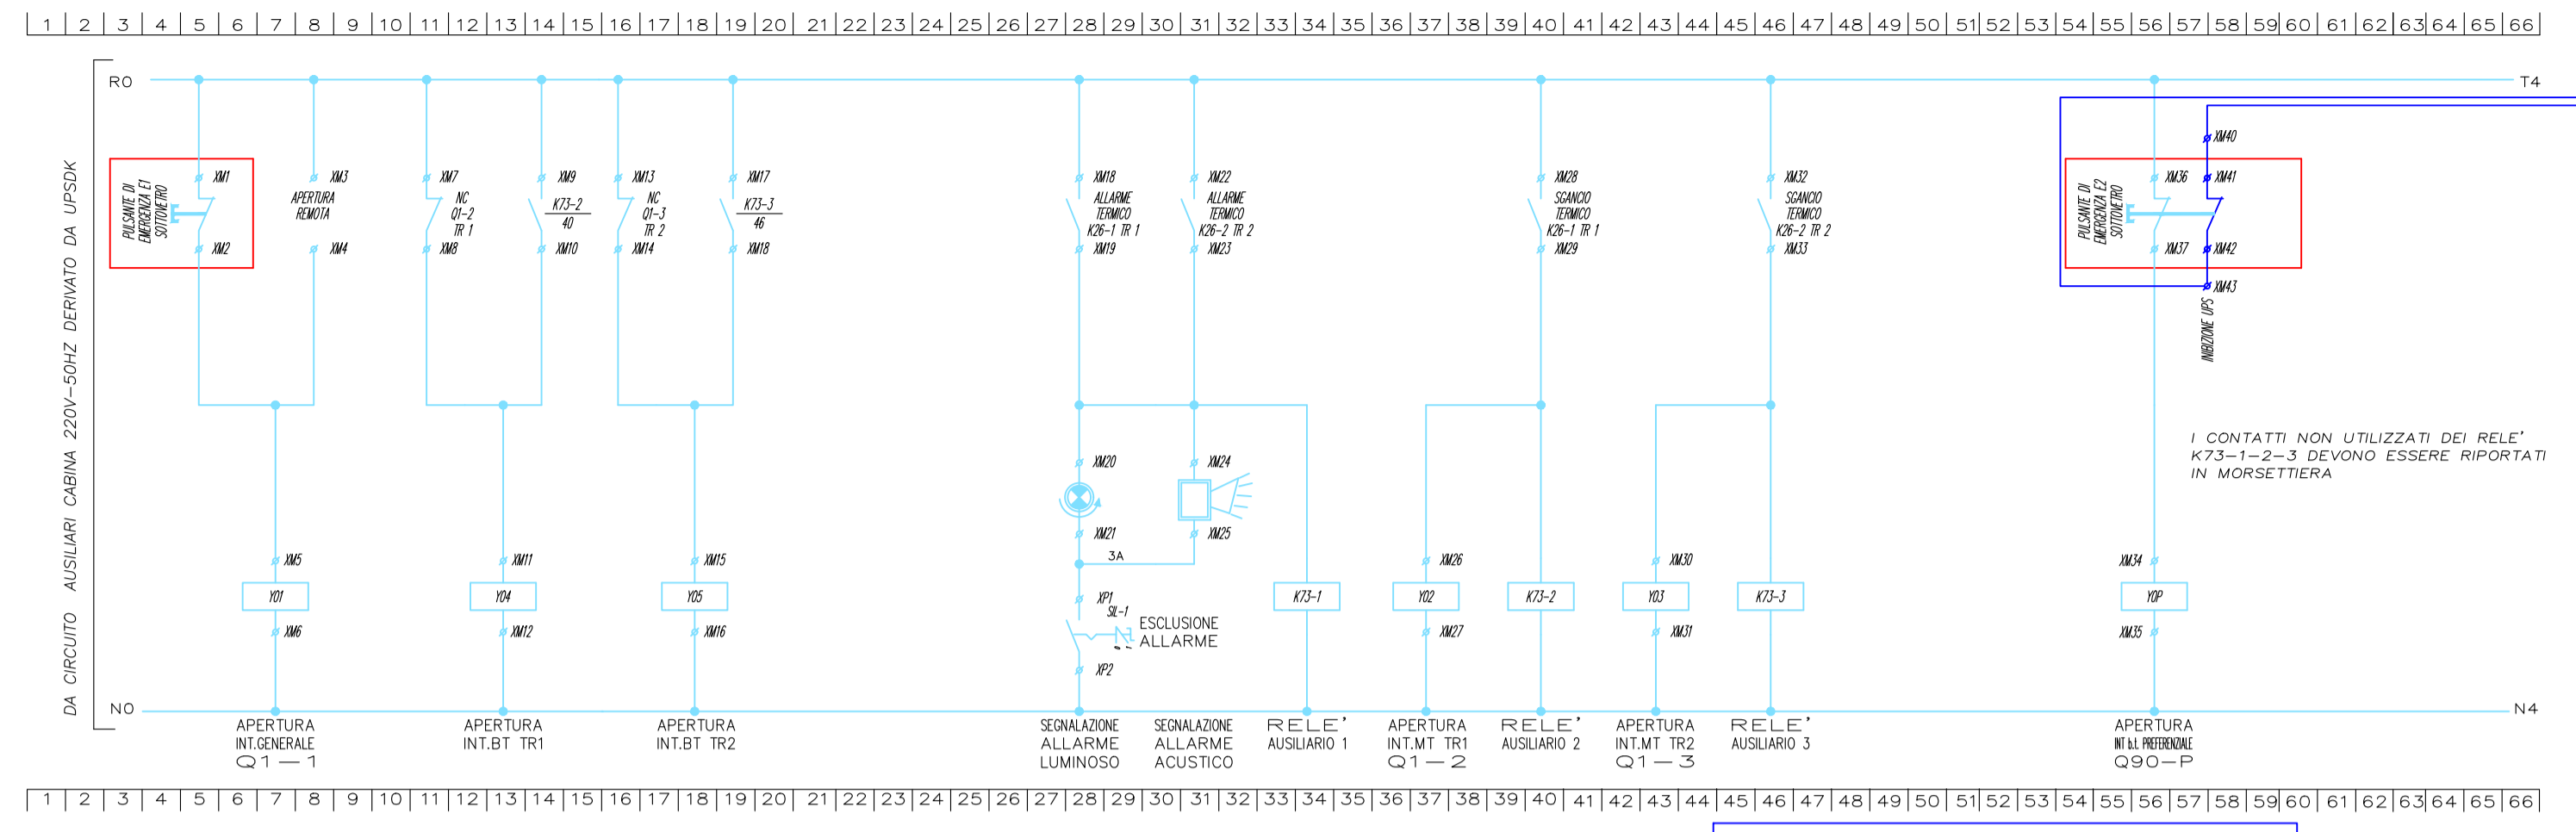 1 2 3 4 5 6 7 8 9 10 11 12 13 14 15 16 17 18 19 20 21 22 23 24 25 26 27 28 29 30 31 32 33 34 35 36 37 38 39 40 41 42 43 44 45 46 47 48 49 50 51 52 53 54 55 56 57 58 59 60 61 62 63 64 65 66
DA CIRCUITO AUSILIARI CABINA 220V-50HZ DERIVATO DA UPSDK
R0
T4
PULSANTE DI
EMERGENZA E1
SOTTOVETRO
XM1
XM2
XM3
APERTURA
REMOTA
XM4
XM7
NC
Q1-2
TR 1
XM8
XM9
K73-2
40
XM10
XM13
NC
Q1-3
TR 2
XM14
XM17
K73-3
46
XM18
XM18
ALLARME
TERMICO
K26-1 TR 1
XM19
XM22
ALLARME
TERMICO
K26-2 TR 2
XM23
XM28
SGANCIO
TERMICO
K26-1 TR 1
XM29
XM32
SGANCIO
TERMICO
K26-2 TR 2
XM33
PULSANTE DI
EMERGENZA E2
SOTTOVETRO
XM40
XM36
XM41
XM37
XM42
XM43
INIBIZIONE UPS
I CONTATTI NON UTILIZZATI DEI RELE'
K73-1-2-3 DEVONO ESSERE RIPORTATI
IN MORSETTIERA
XM20
XM21
XM24
XM25
3A
XP1
SIL-1
ESCLUSIONE
ALLARME
0 1
XP2
XM5
Y01
XM6
XM11
Y04
XM12
XM15
Y05
XM16
K73-1
XM26
Y02
XM27
K73-2
XM30
Y03
XM31
K73-3
XM34
Y0P
XM35
N0
N4
APERTURA
INT.GENERALE
Q1-1
APERTURA
INT.BT TR1
APERTURA
INT.BT TR2
SEGNALAZIONE
ALLARME
LUMINOSO
SEGNALAZIONE
ALLARME
ACUSTICO
RELE'
AUSILIARIO 1
APERTURA
INT.MT TR1
Q1-2
RELE'
AUSILIARIO 2
APERTURA
INT.MT TR2
Q1-3
RELE'
AUSILIARIO 3
APERTURA
INT b.t. PREFERENZIALE
Q90-P
1 2 3 4 5 6 7 8 9 10 11 12 13 14 15 16 17 18 19 20 21 22 23 24 25 26 27 28 29 30 31 32 33 34 35 36 37 38 39 40 41 42 43 44 45 46 47 48 49 50 51 52 53 54 55 56 57 58 59 60 61 62 63 64 65 66